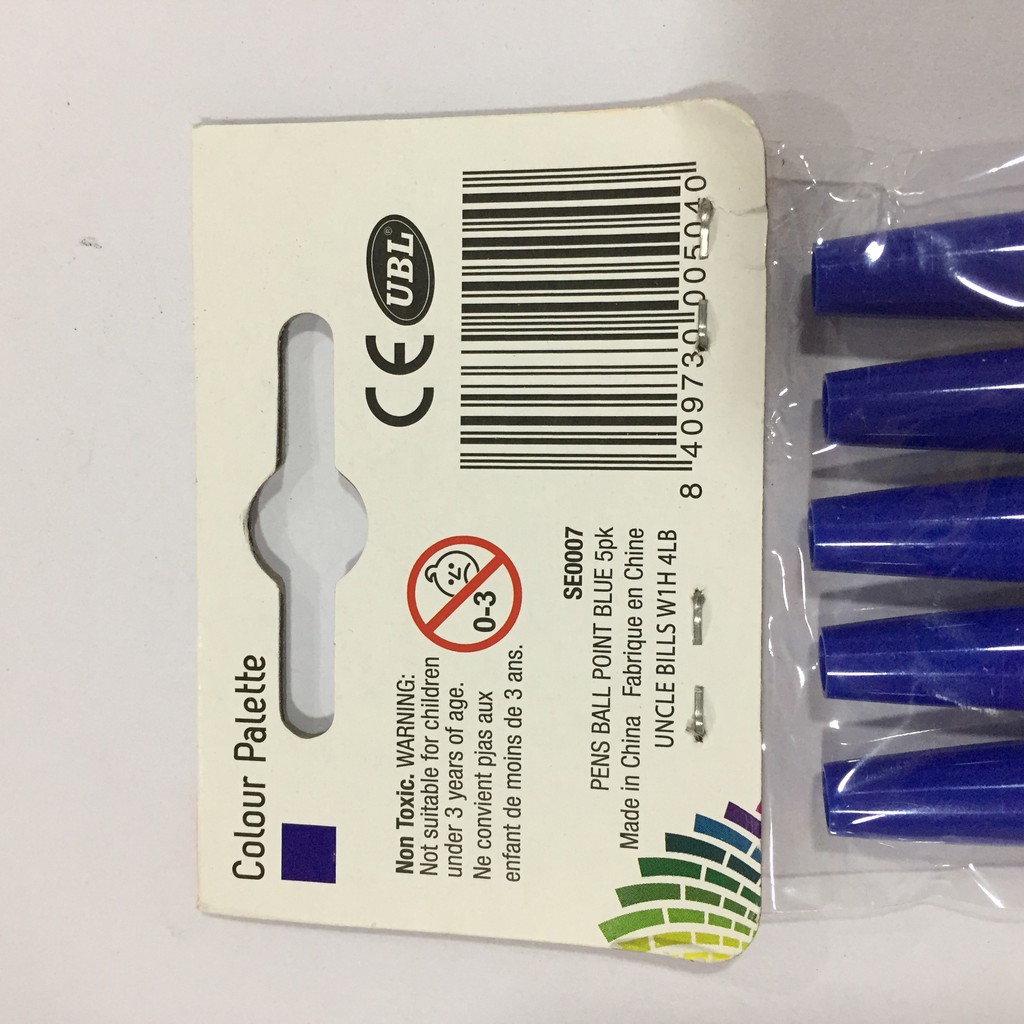 Colour Palette
Non Toxic. WARNING:
Not suitable for children
under 3 years of age.
Ne convient pjas aux
enfant de moins de 3 ans.
0-3
CE
UBL®
SE0007
PENS BALL POINT BLUE 5pk
Made in China . Fabrique en Chine
UNCLE BILLS W1H 4LB
8 409730 005040